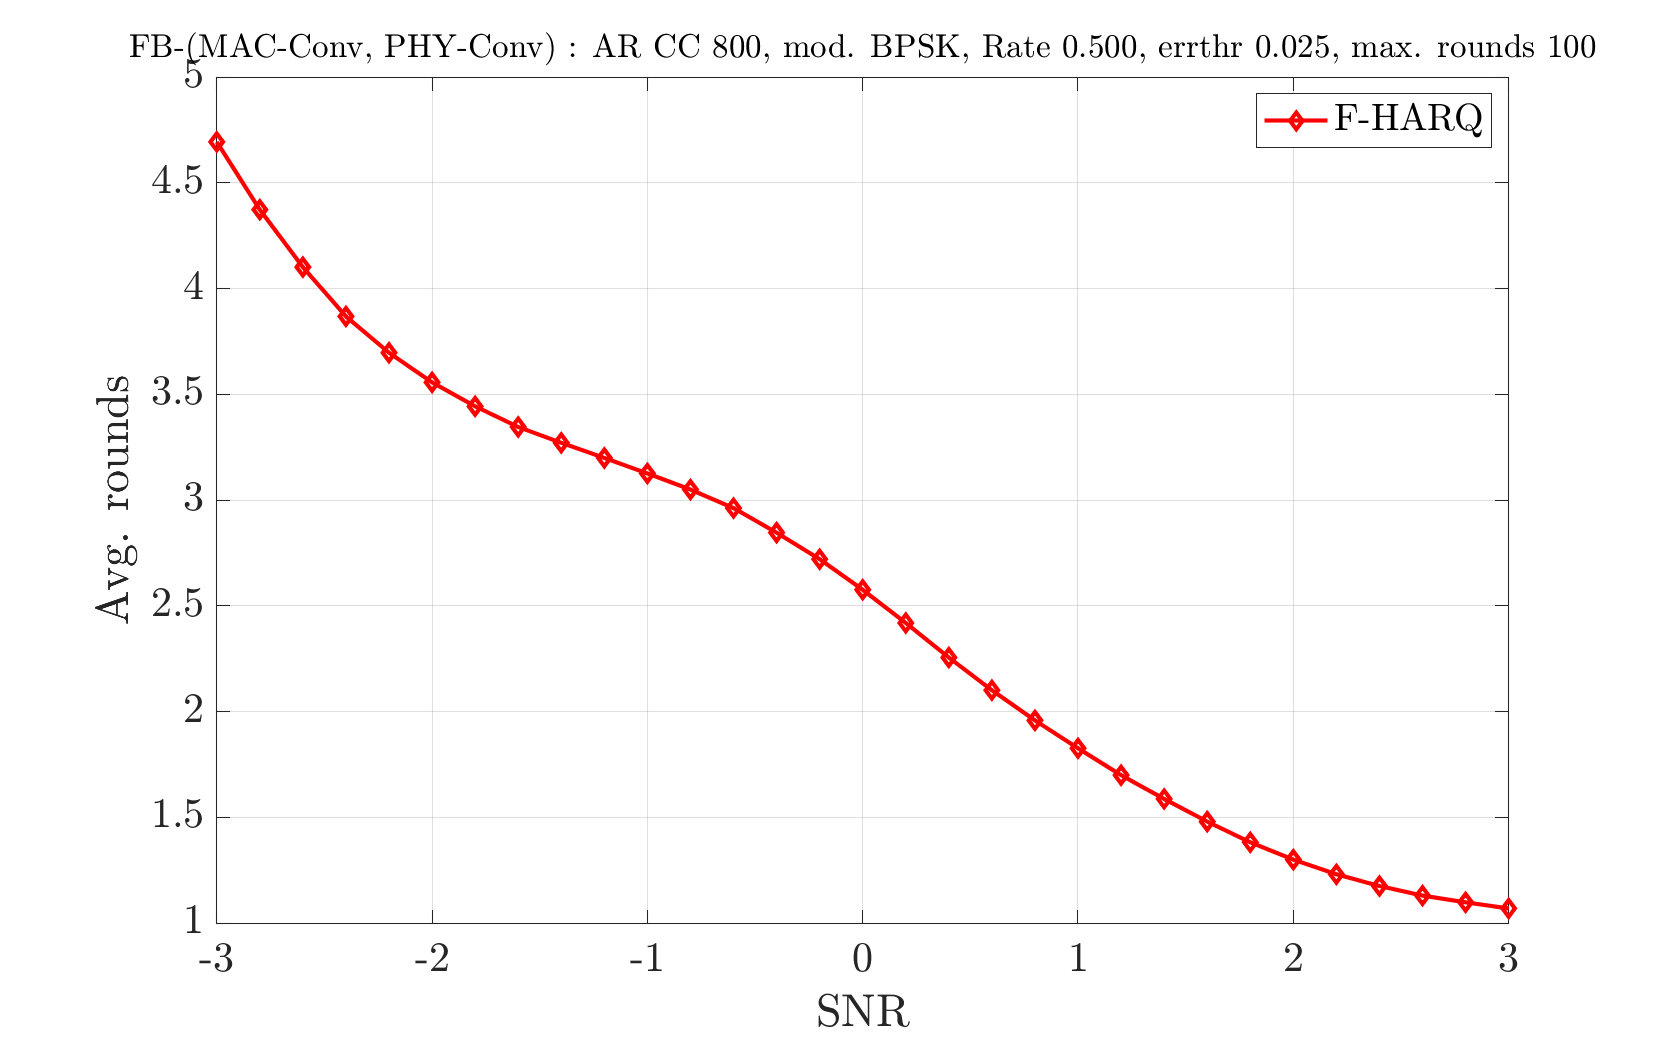 FB-(MAC-Conv, PHY-Conv) : AR CC 800, mod. BPSK, Rate 0.500, errthr 0.025, max. rounds 100
F-HARQ
5
4.5
4
3.5
3
2.5
2
1.5
1
Avg. rounds
-3 -2 -1 0 1 2 3
SNR